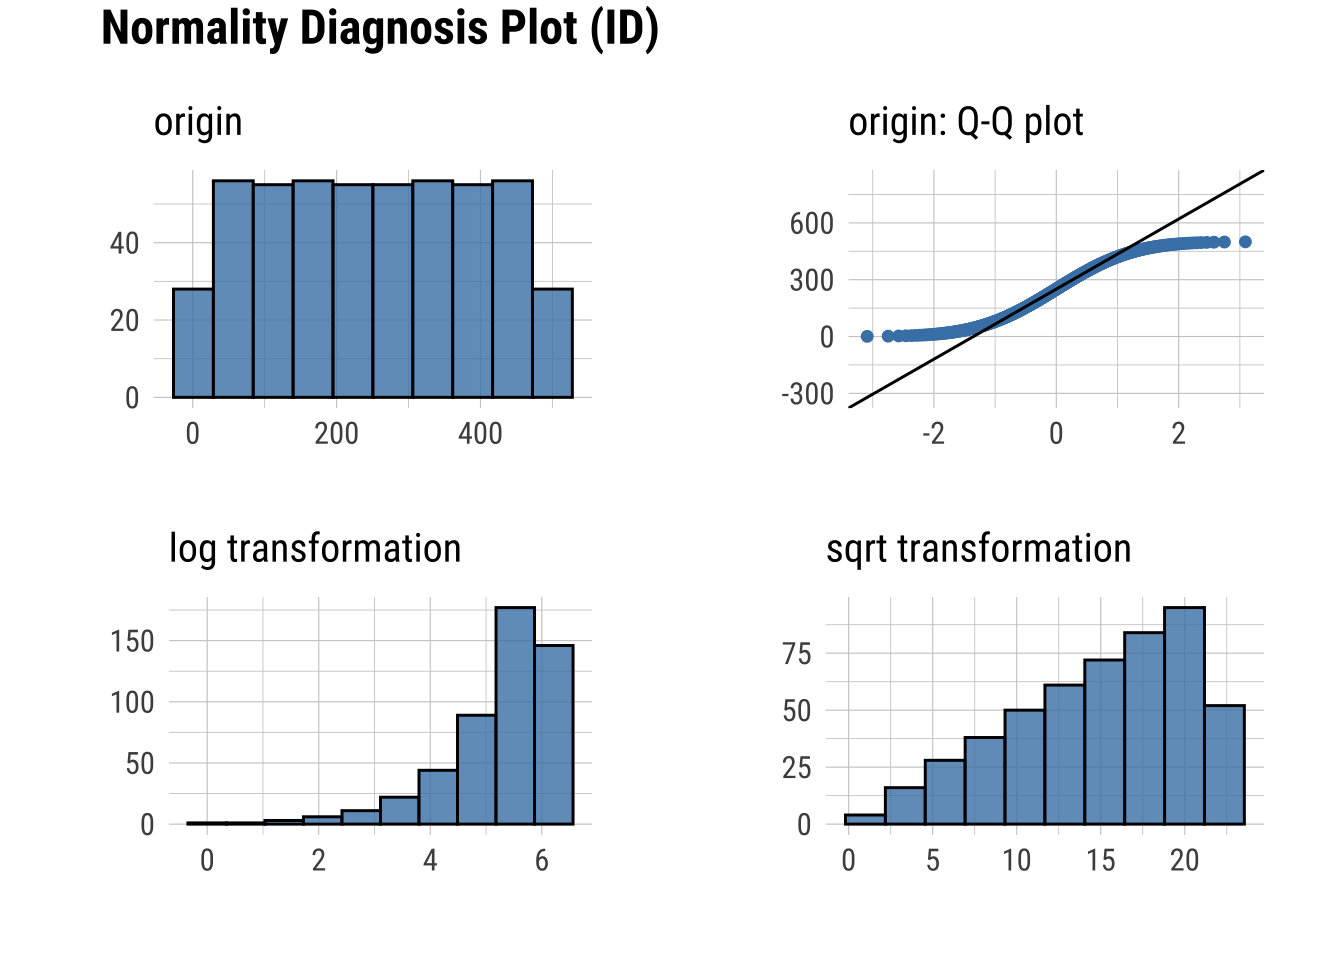 Normality Diagnosis Plot (ID)
origin
40
20
0
0 200 400
origin: Q-Q plot
600
300
0
-300
-2 0 2
log transformation
150
100
50
0
0 2 4 6
sqrt transformation
75
50
25
0
0 5 10 15 20